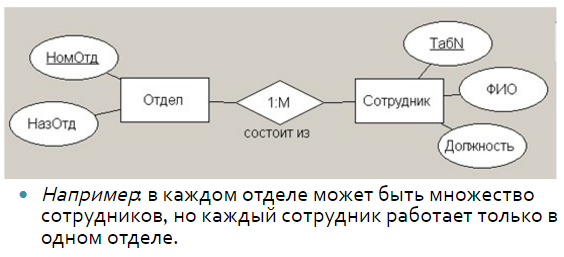 НомОтд
НазОтд
Отдел
1:М
состоит из
Сотрудник
ТабN
ФИО
Должность
• Например: в каждом отделе может быть множество
сотрудников, но каждый сотрудник работает только в
одном отделе.